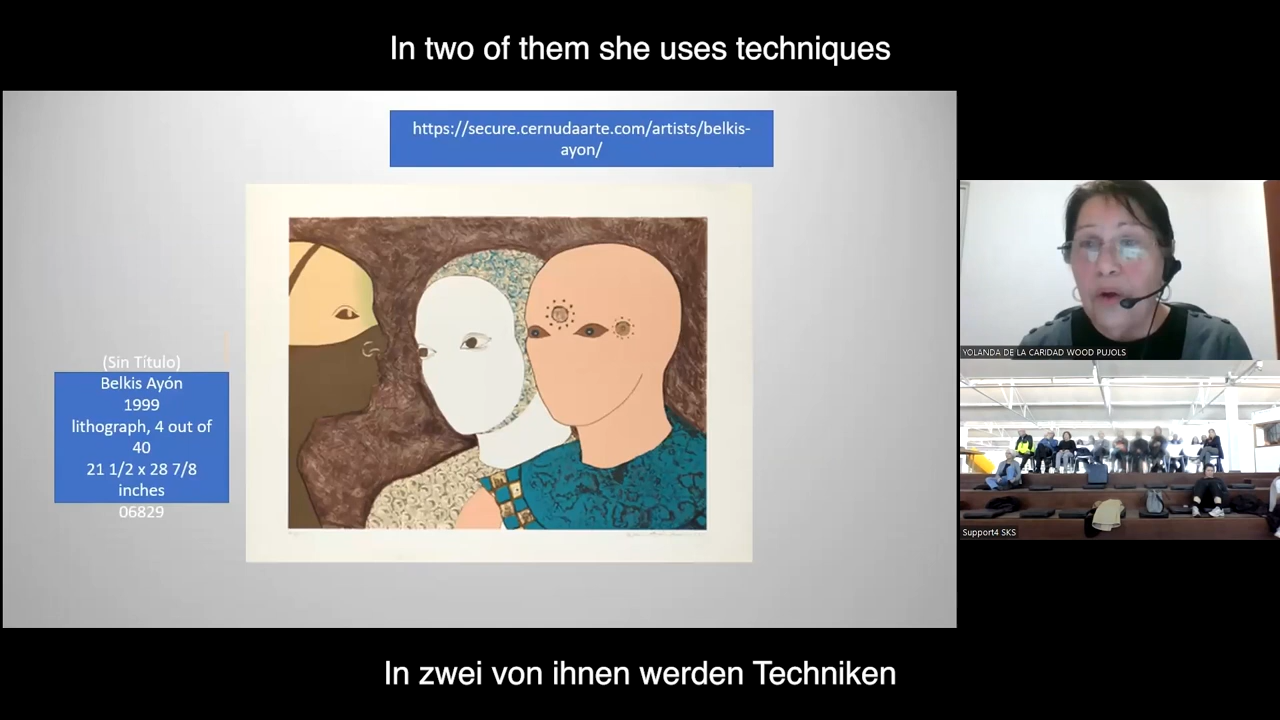 In two of them she uses techniques
https://secure.cernudaarte.com/artists/belkis-
ayon/
(Sin Título)
Belkis Ayón
1999
lithograph, 4 out of
40
21 1/2 x 28 7/8
inches
06829
YOLANDA DE LA CARIDAD WOOD PUJOLS
Support4 SKS
In zwei von ihnen werden Techniken